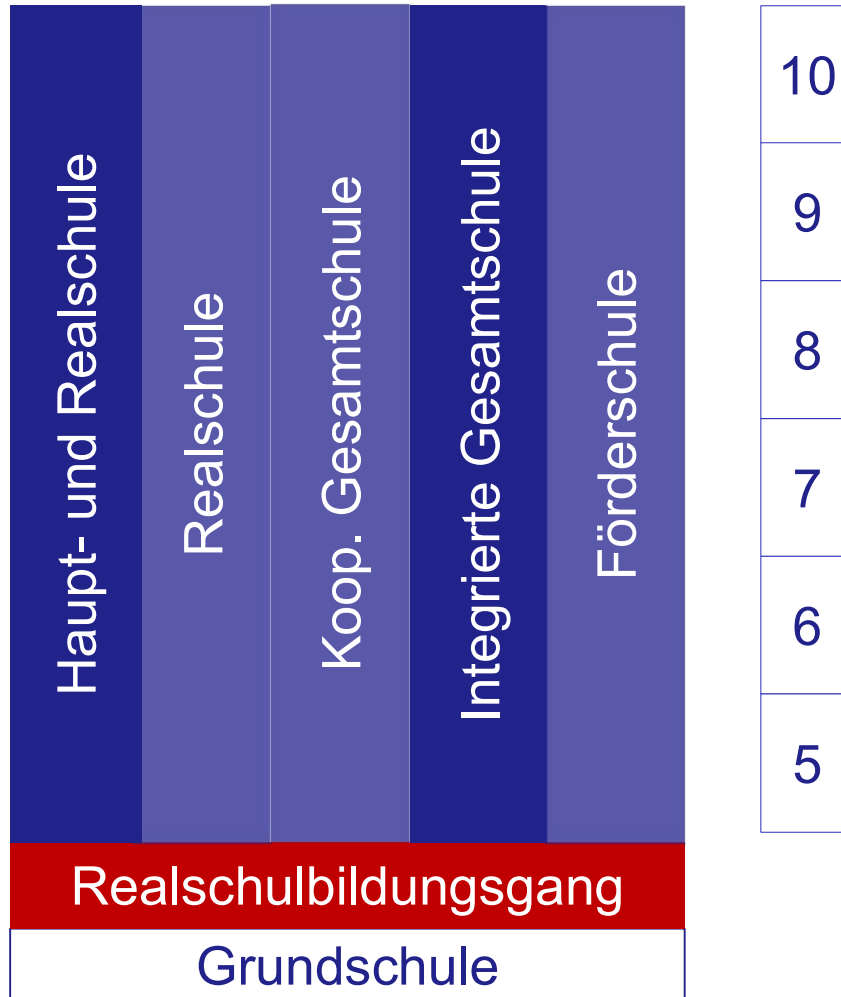 Haupt- und Realschule
Realschule
Koop. Gesamtschule
Integrierte Gesamtschule
Förderschule
10
9
8
7
6
5
Realschulbildungsgang
Grundschule